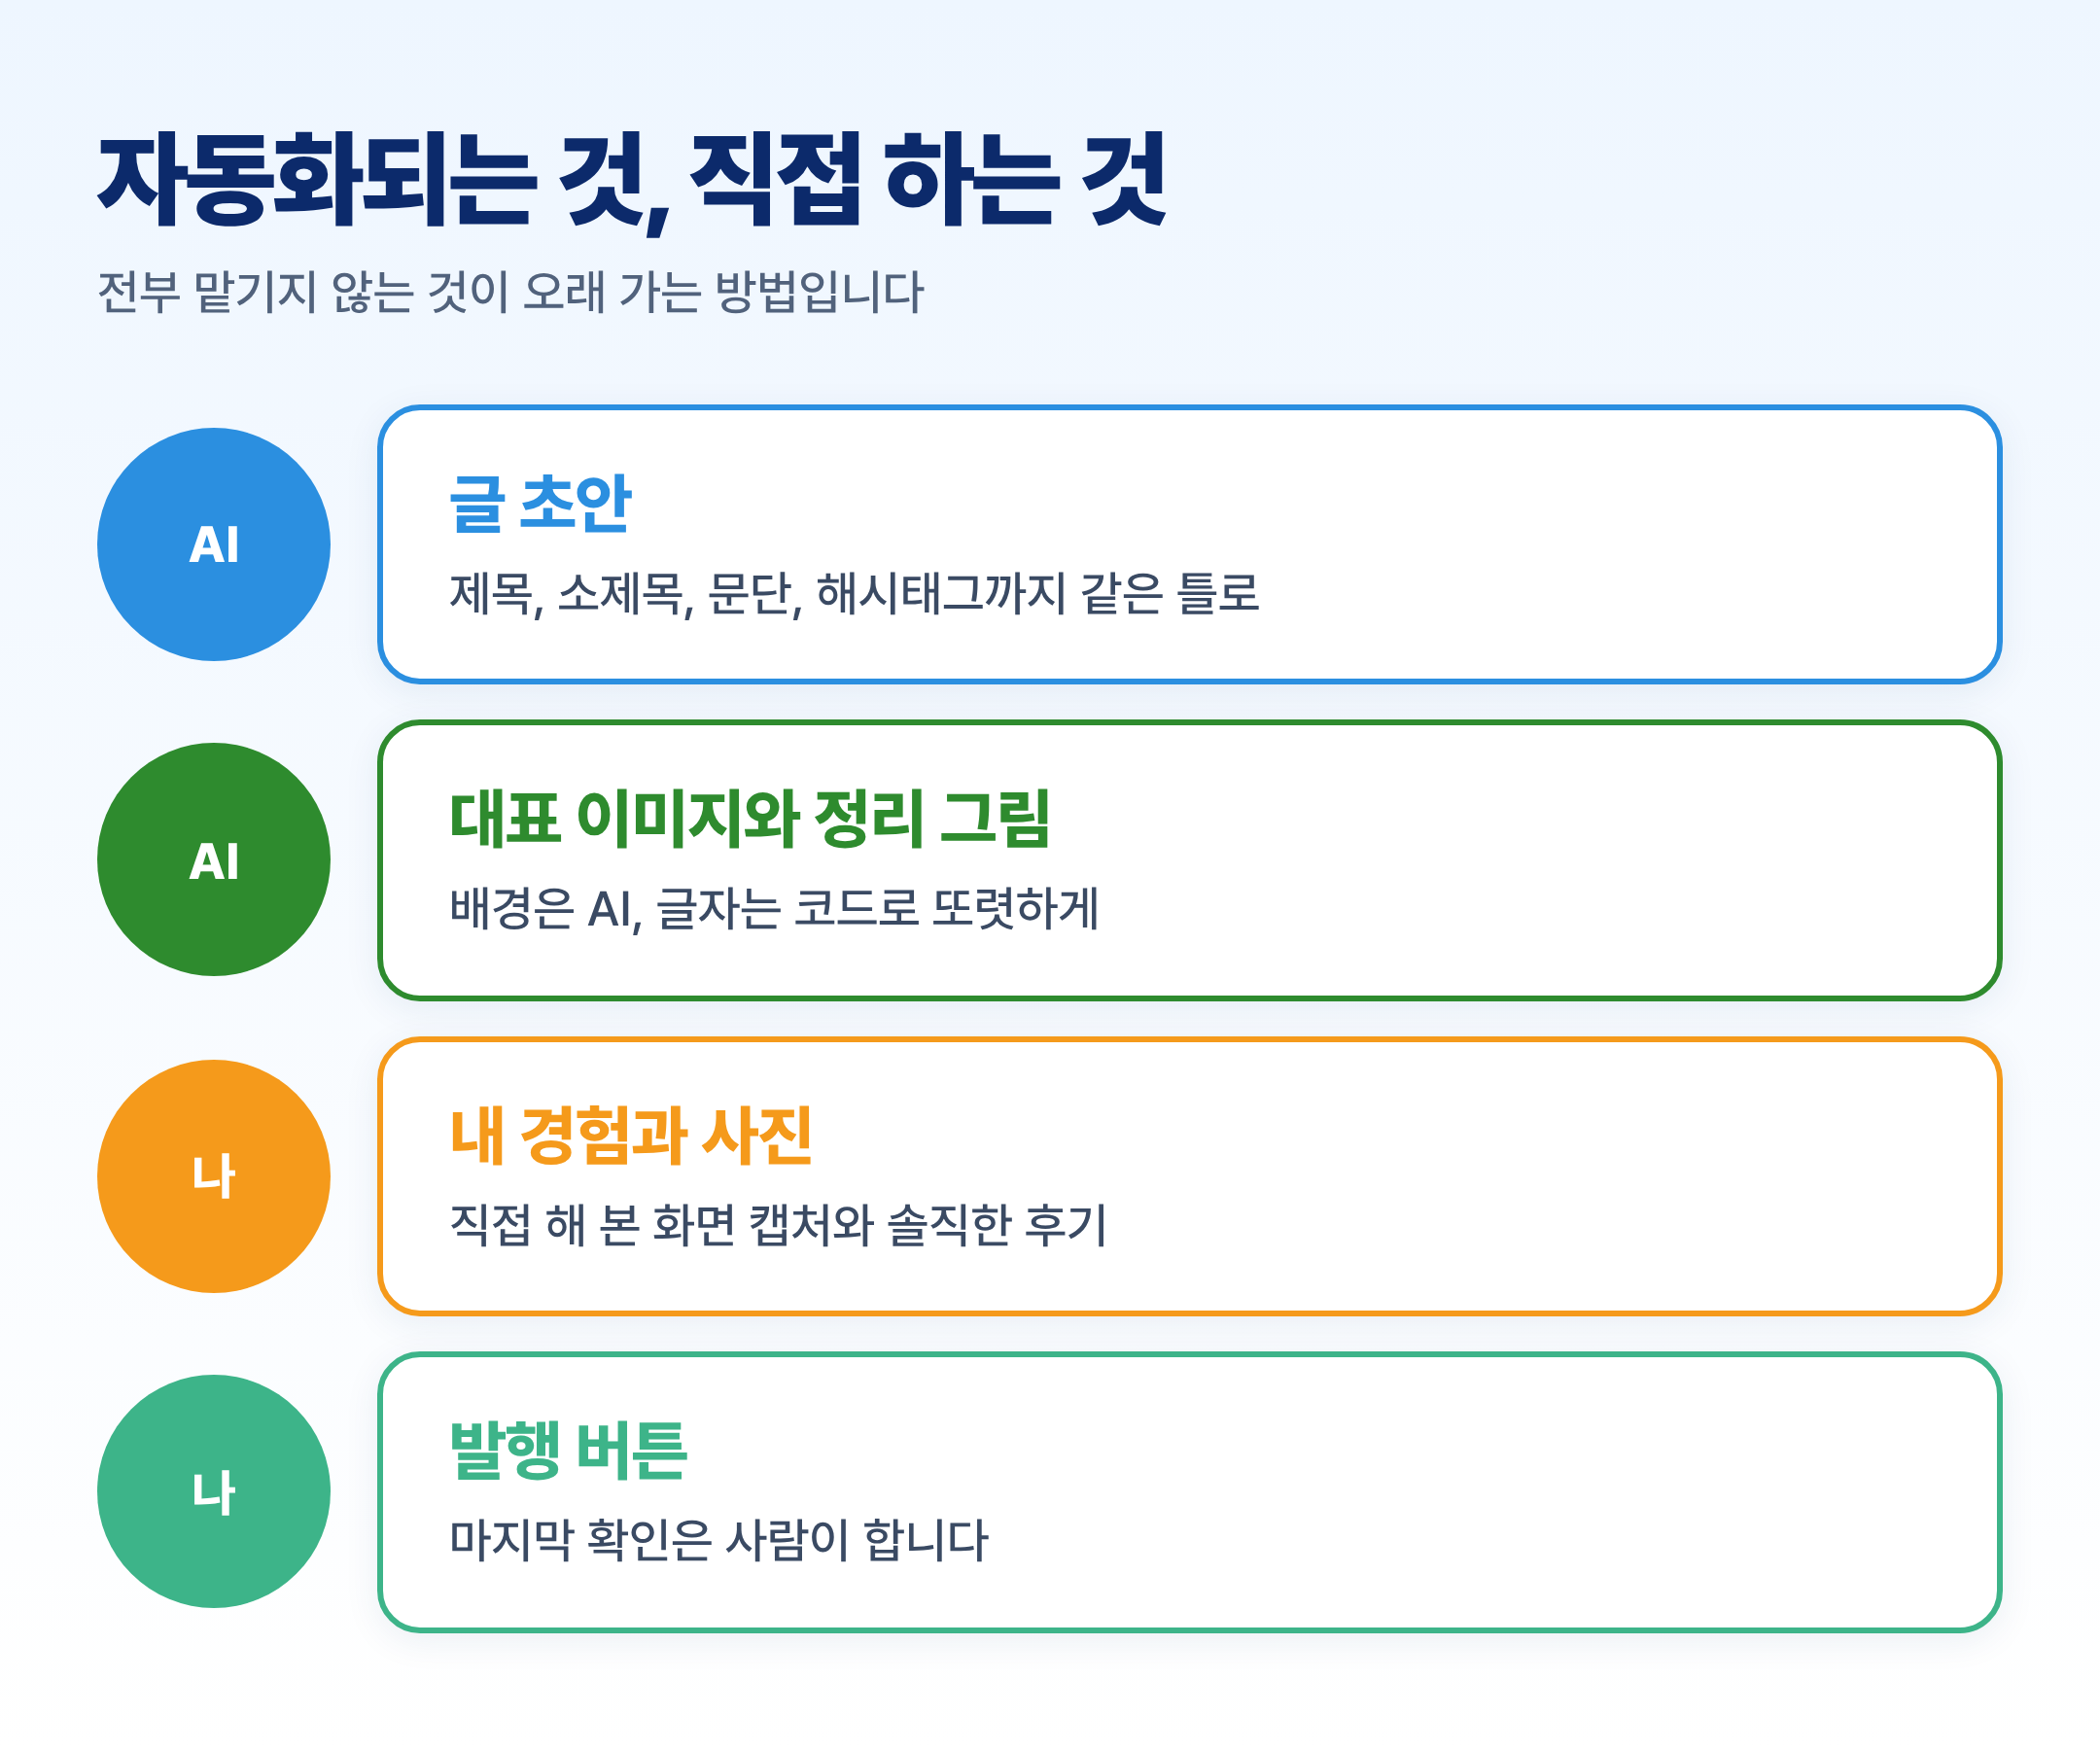 자동화되는 것, 직접 하는 것
전부 맡기지 않는 것이 오래 가는 방법입니다
AI
글 초안
제목, 소제목, 문단, 해시태그까지 같은 틀로
AI
대표 이미지와 정리 그림
배경은 AI, 글자는 코드로 또렷하게
나
내 경험과 사진
직접 해 본 화면 캡처와 솔직한 후기
나
발행 버튼
마지막 확인은 사람이 합니다